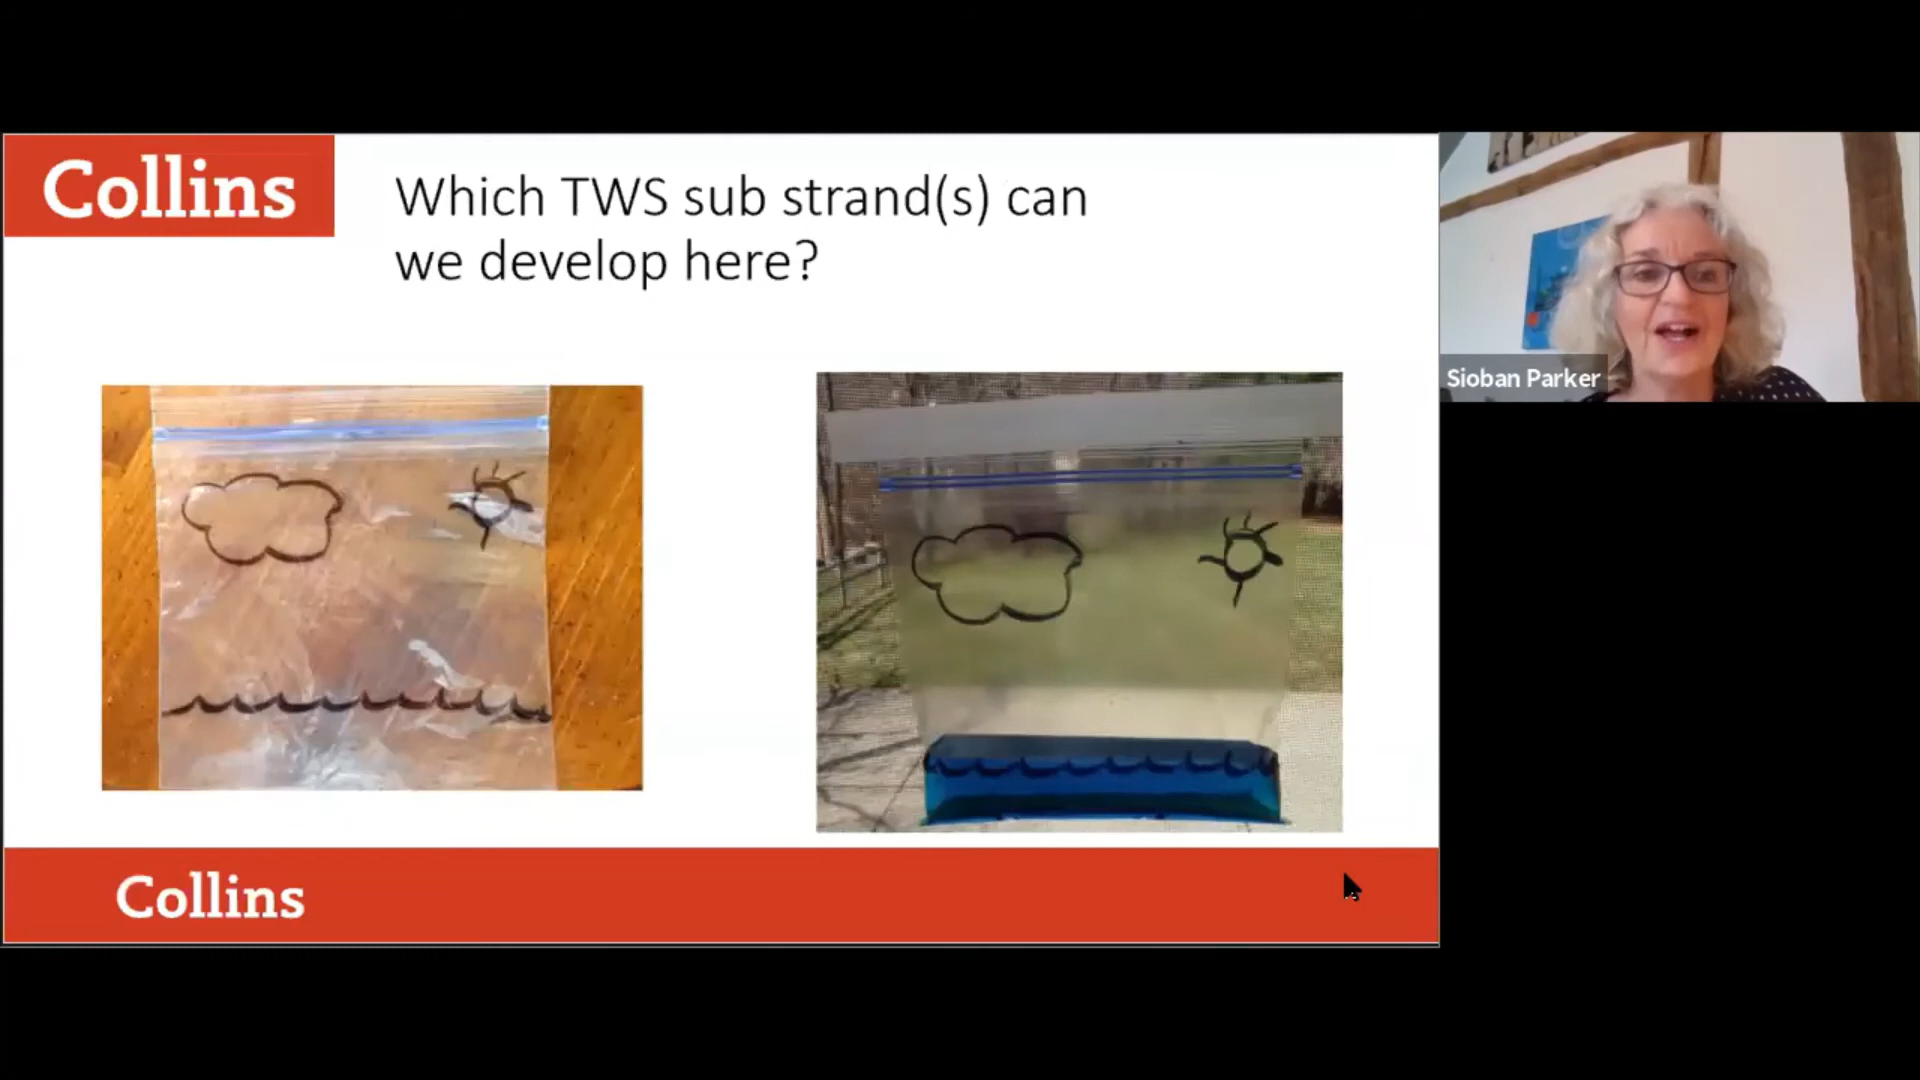 Collins
Which TWS sub strand(s) can
we develop here?
Sioban Parker
Collins